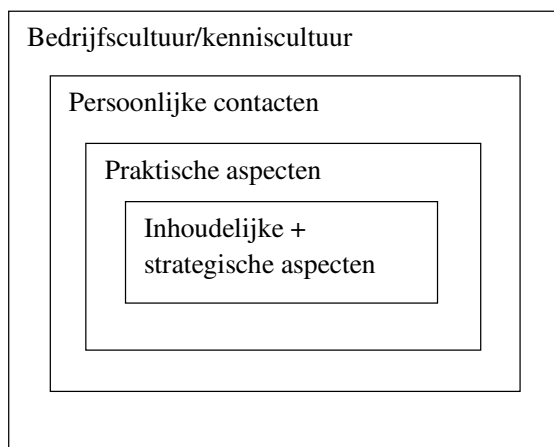 Bedrijfscultuur/kenniscultuur
Persoonlijke contacten
Praktische aspecten
Inhoudelijke +
strategische aspecten